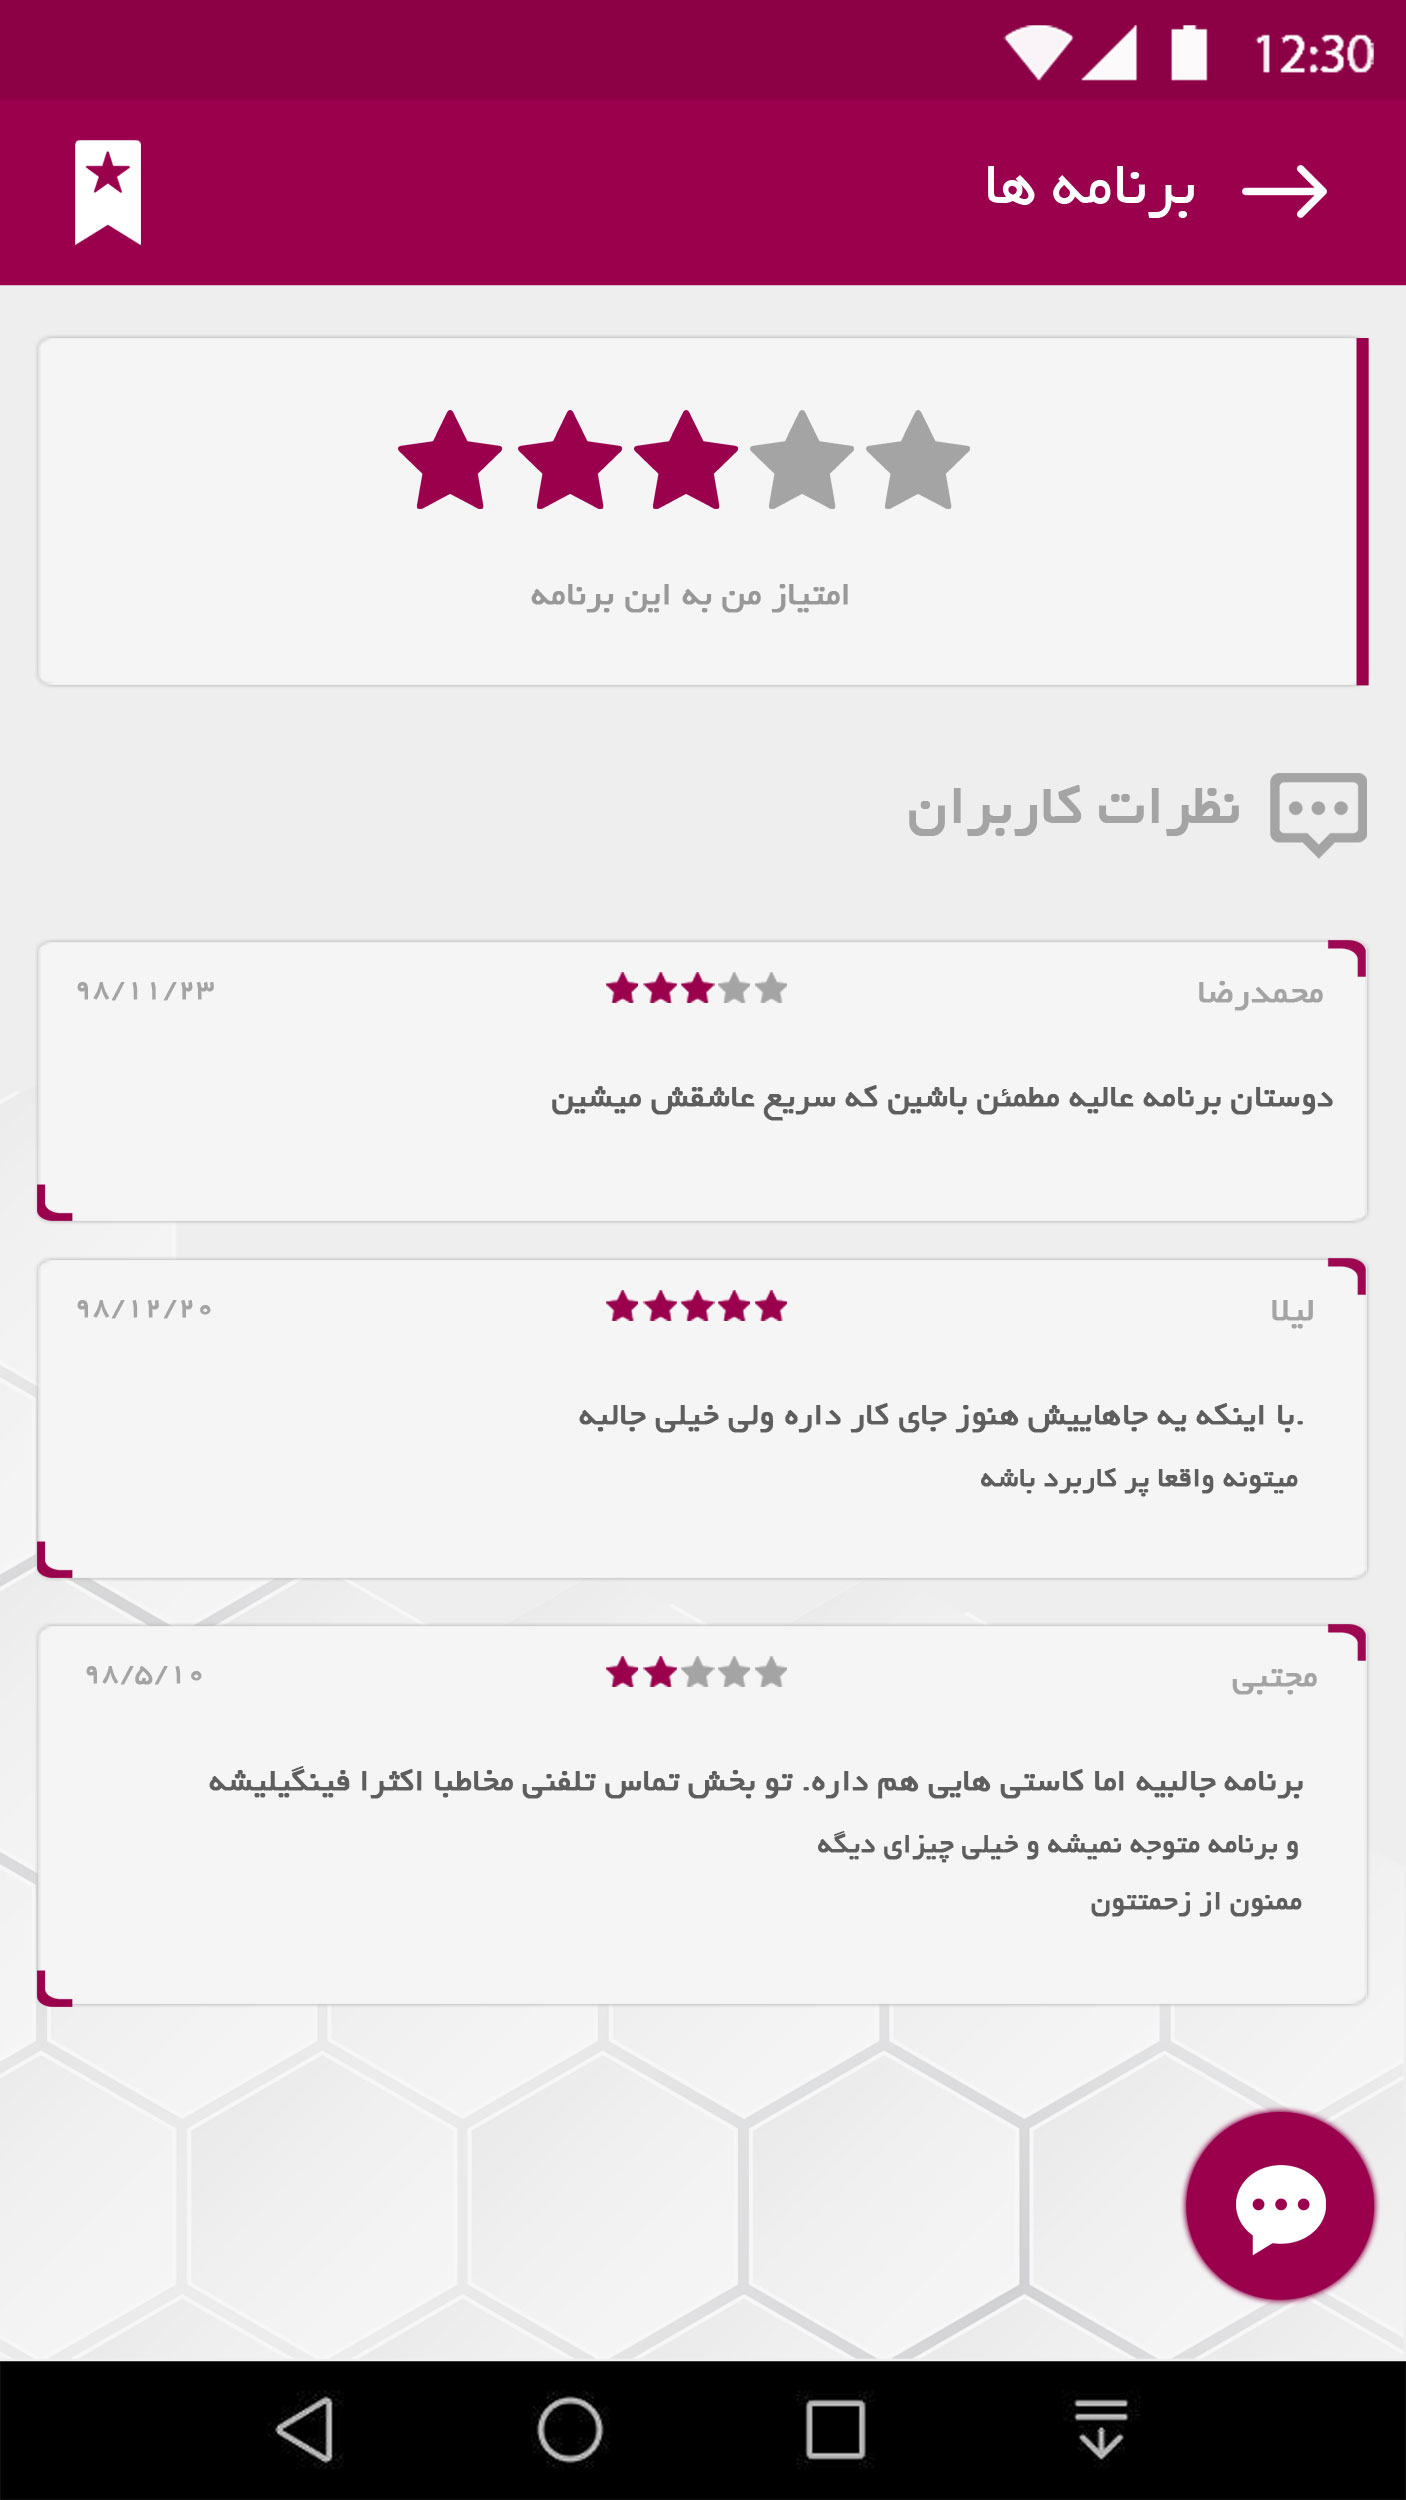 12:30
برنامه ها
امتیاز من به این برنامه
نظرات کاربران
محمدرضا
۹۸/۱۱/۲۳
دوستان برنامه عالیه مطمئن باشین که سریع عاشقش میشین
لیلا
۹۸/۱۲/۲۰
.با اینکه یه جاهاییش هنوز جای کار داره ولی خیلی جالبه
میتونه واقعا پر کاربرد باشه
مجتبی
۹۸/۵/۱۰
برنامه جالبیه اما کاستی هایی هم داره. تو بخش تماس تلفنی مخاطبا اکثرا فینگیلیشه
و برنامه متوجه نمیشه و خیلی چیزای دیگه
ممنون از زحمتتون